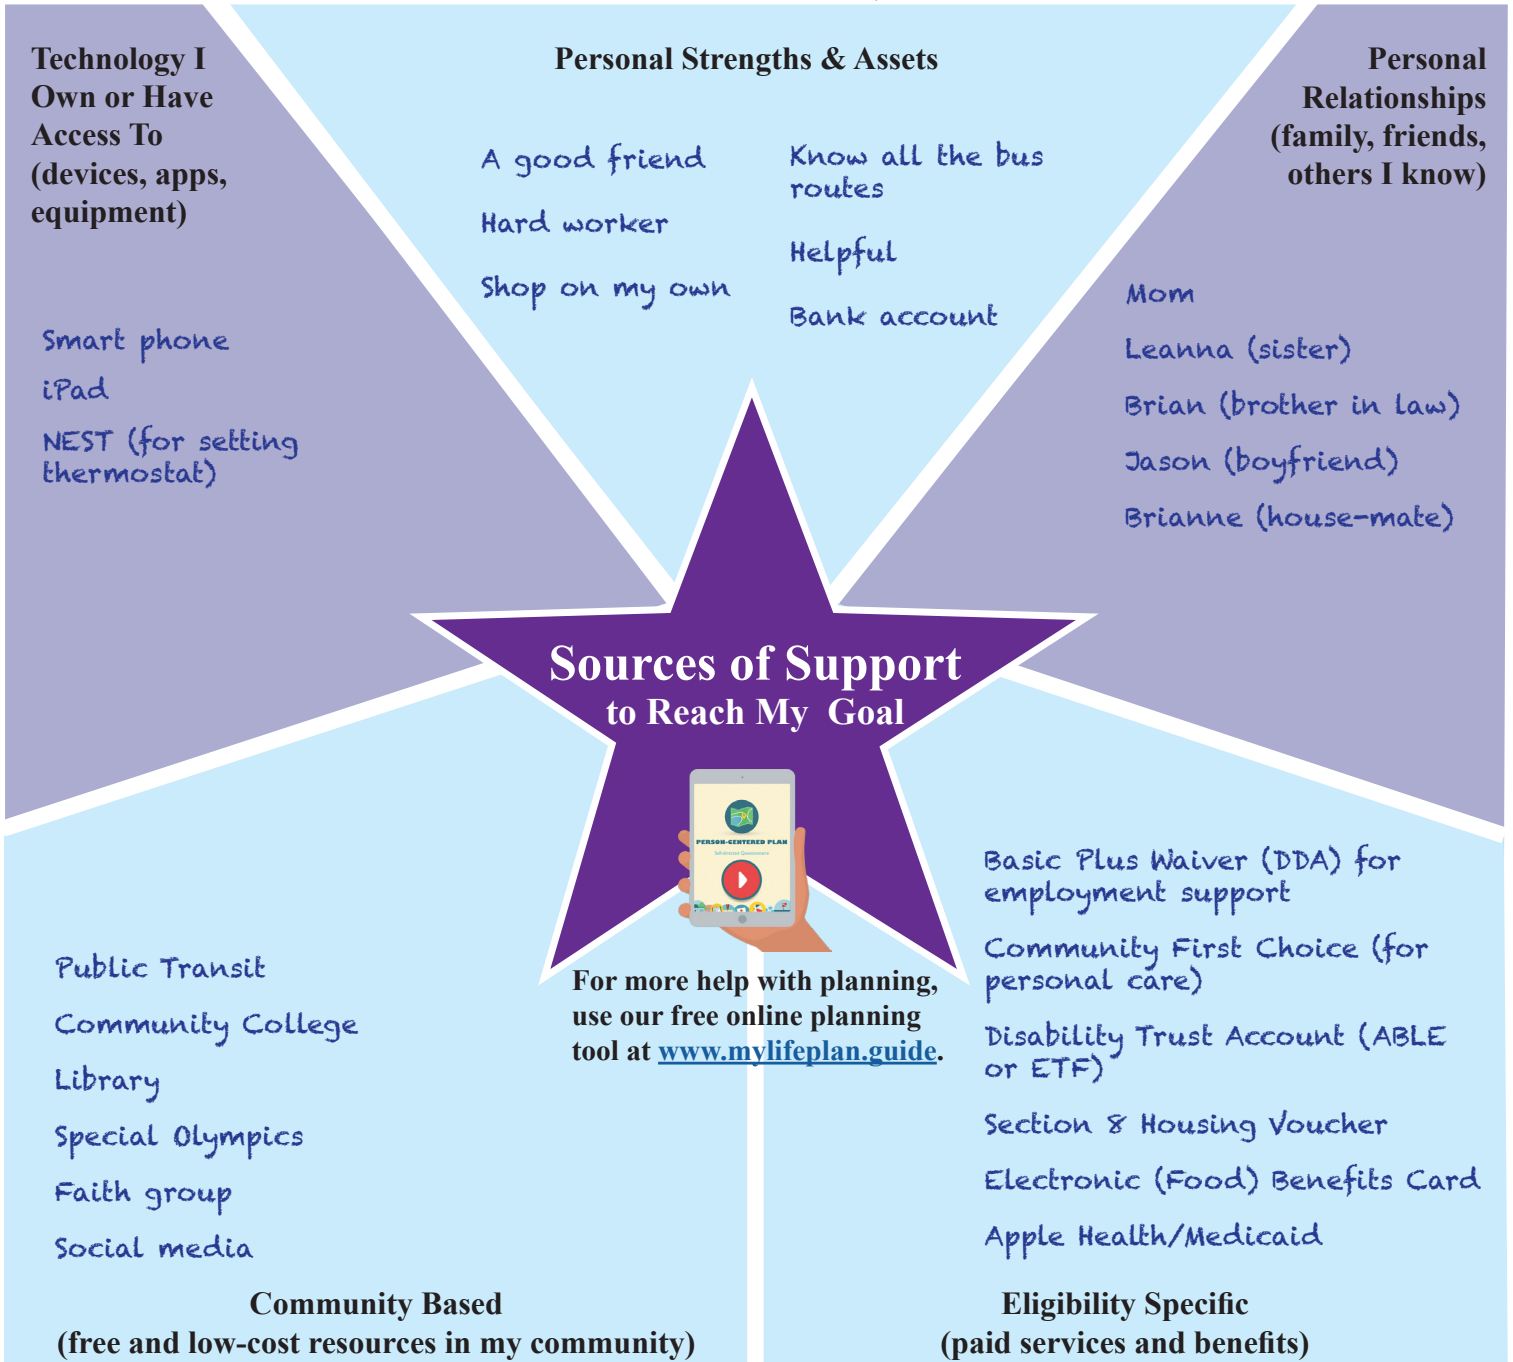 Technology I
Own or Have
Access To
(devices, apps,
equipment)
Smart phone
iPad
NEST (for setting
thermostat)
Personal Strengths & Assets
A good friend
Hard worker
Shop on my own
Know all the bus
routes
Helpful
Bank account
Personal
Relationships
(family, friends,
others I know)
Mom
Leanna (sister)
Brian (brother in law)
Jason (boyfriend)
Brianne (house-mate)
Sources of Support
to Reach My Goal
PERSON-CENTERED PLAN
For more help with planning,
use our free online planning
tool at www.mylifeplan.guide.
Public Transit
Community College
Library
Special Olympics
Faith group
Social media
Community Based
(free and low-cost resources in my community)
Basic Plus Waiver (DDA) for
employment support
Community First Choice (for
personal care)
Disability Trust Account (ABLE
or ETF)
Section 8 Housing Voucher
Electronic (Food) Benefits Card
Apple Health/Medicaid
Eligibility Specific
(paid services and benefits)